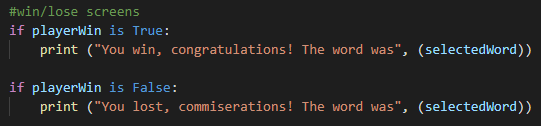 #win/lose screens
if playerWin is True:
    print ("You win, congratulations! The word was", (selectedWord))

if playerWin is False:
    print ("You lost, commiserations! The word was", (selectedWord))